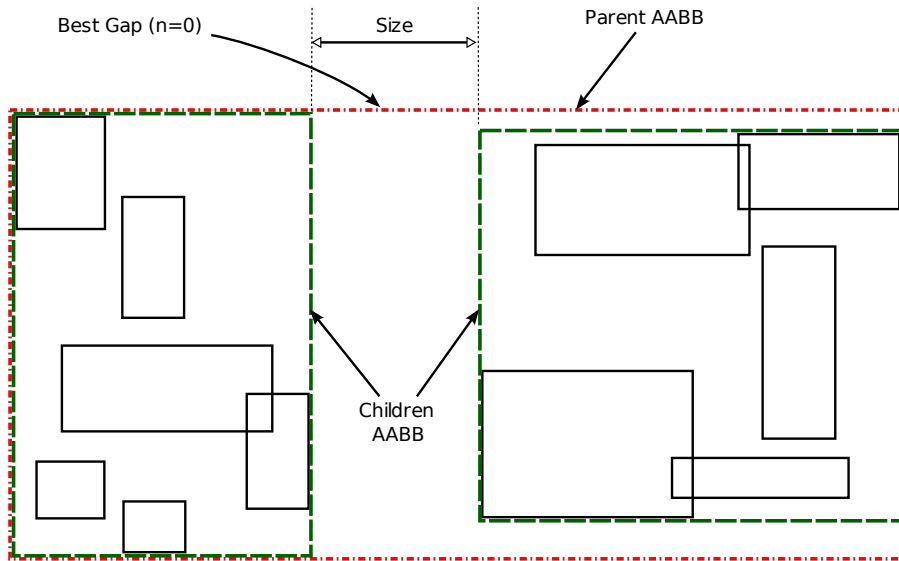 Best Gap (n=0)
Size
Parent AABB
Children
AABB